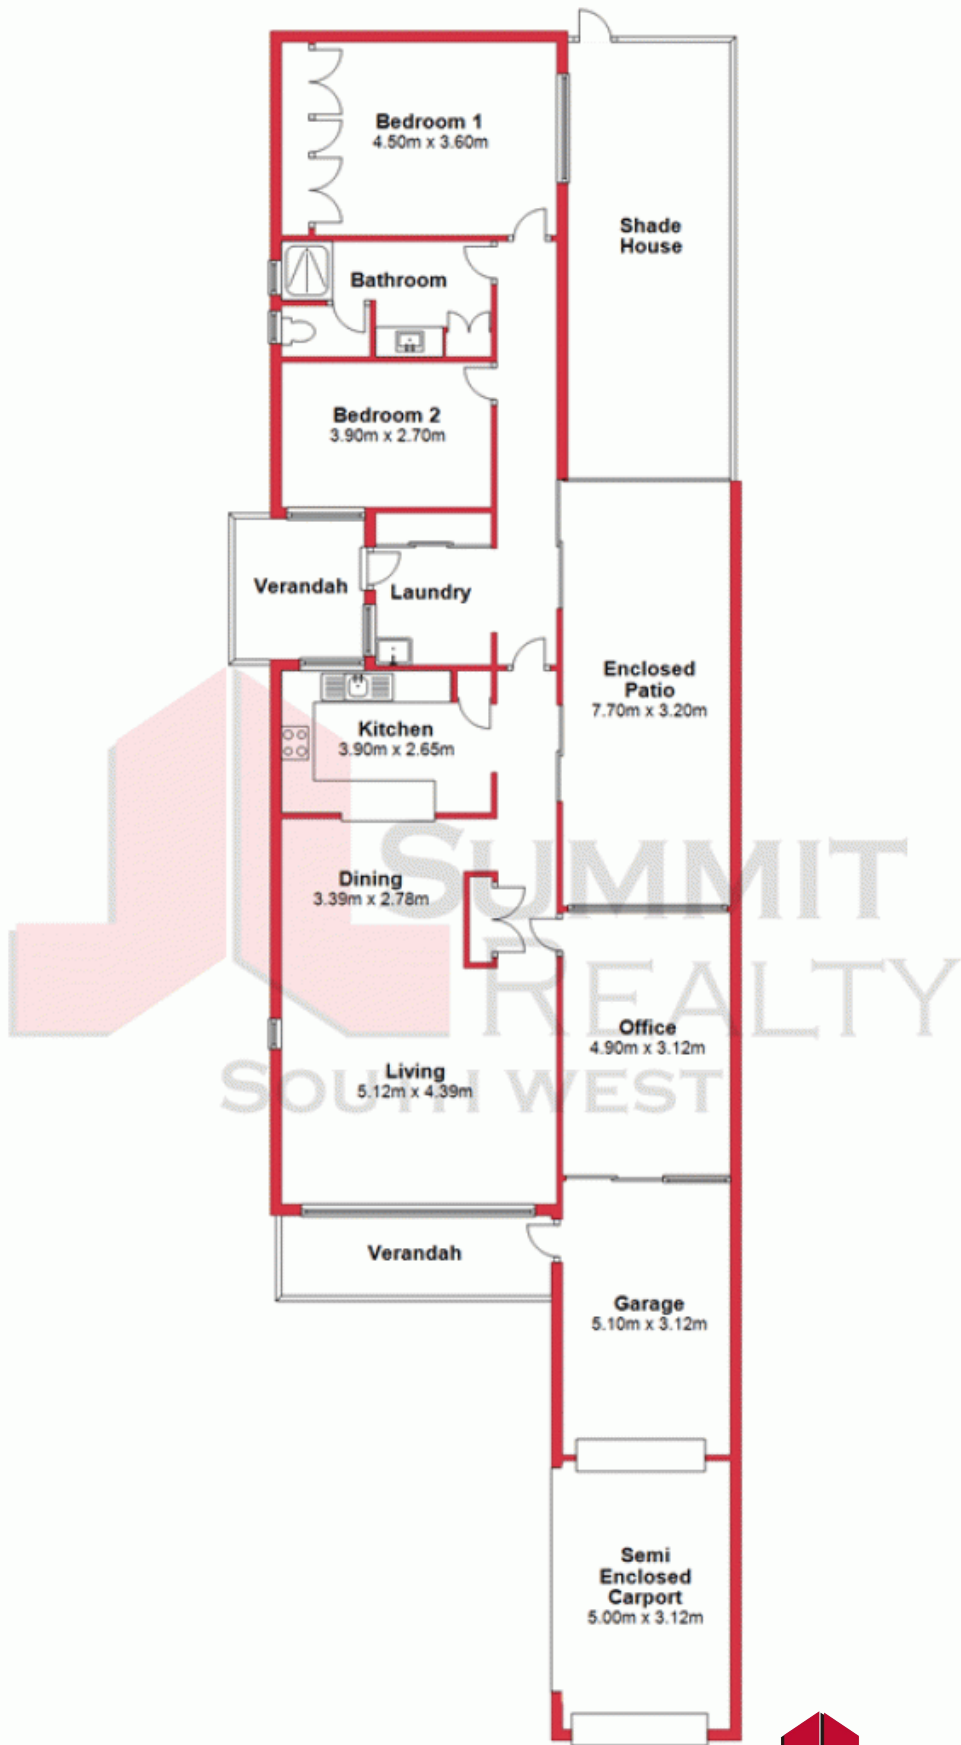 Bedroom 1
4.50m x 3.60m
Shade
House
Bathroom
Bedroom 2
3.90m x 2.70m
Verandah
Laundry
Enclosed
Patio
7.70m x 3.20m
Kitchen
3.90m x 2.65m
Dining
3.39m x 2.78m
SUMMIT
REALTY
SOUTH WEST
Office
4.90m x 3.12m
Living
5.12m x 4.39m
Verandah
Garage
5.10m x 3.12m
Semi
Enclosed
Carport
5.00m x 3.12m